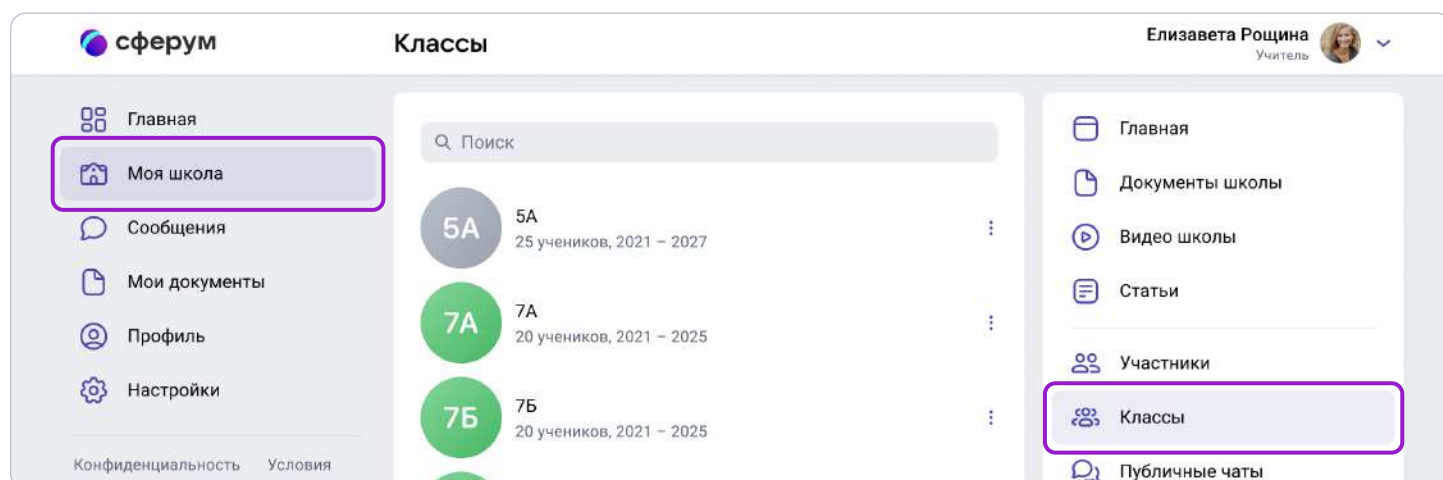 сферум
Классы
Елизавета Рощина
Учитель
Главная
Моя школа
Сообщения
Мои документы
Профиль
Настройки
Конфиденциальность Условия
Поиск
5А
5А
25 учеников, 2021 – 2027
7А
7А
20 учеников, 2021 – 2025
7Б
7Б
20 учеников, 2021 – 2025
Главная
Документы школы
Видео школы
Статьи
Участники
Классы
Публичные чаты